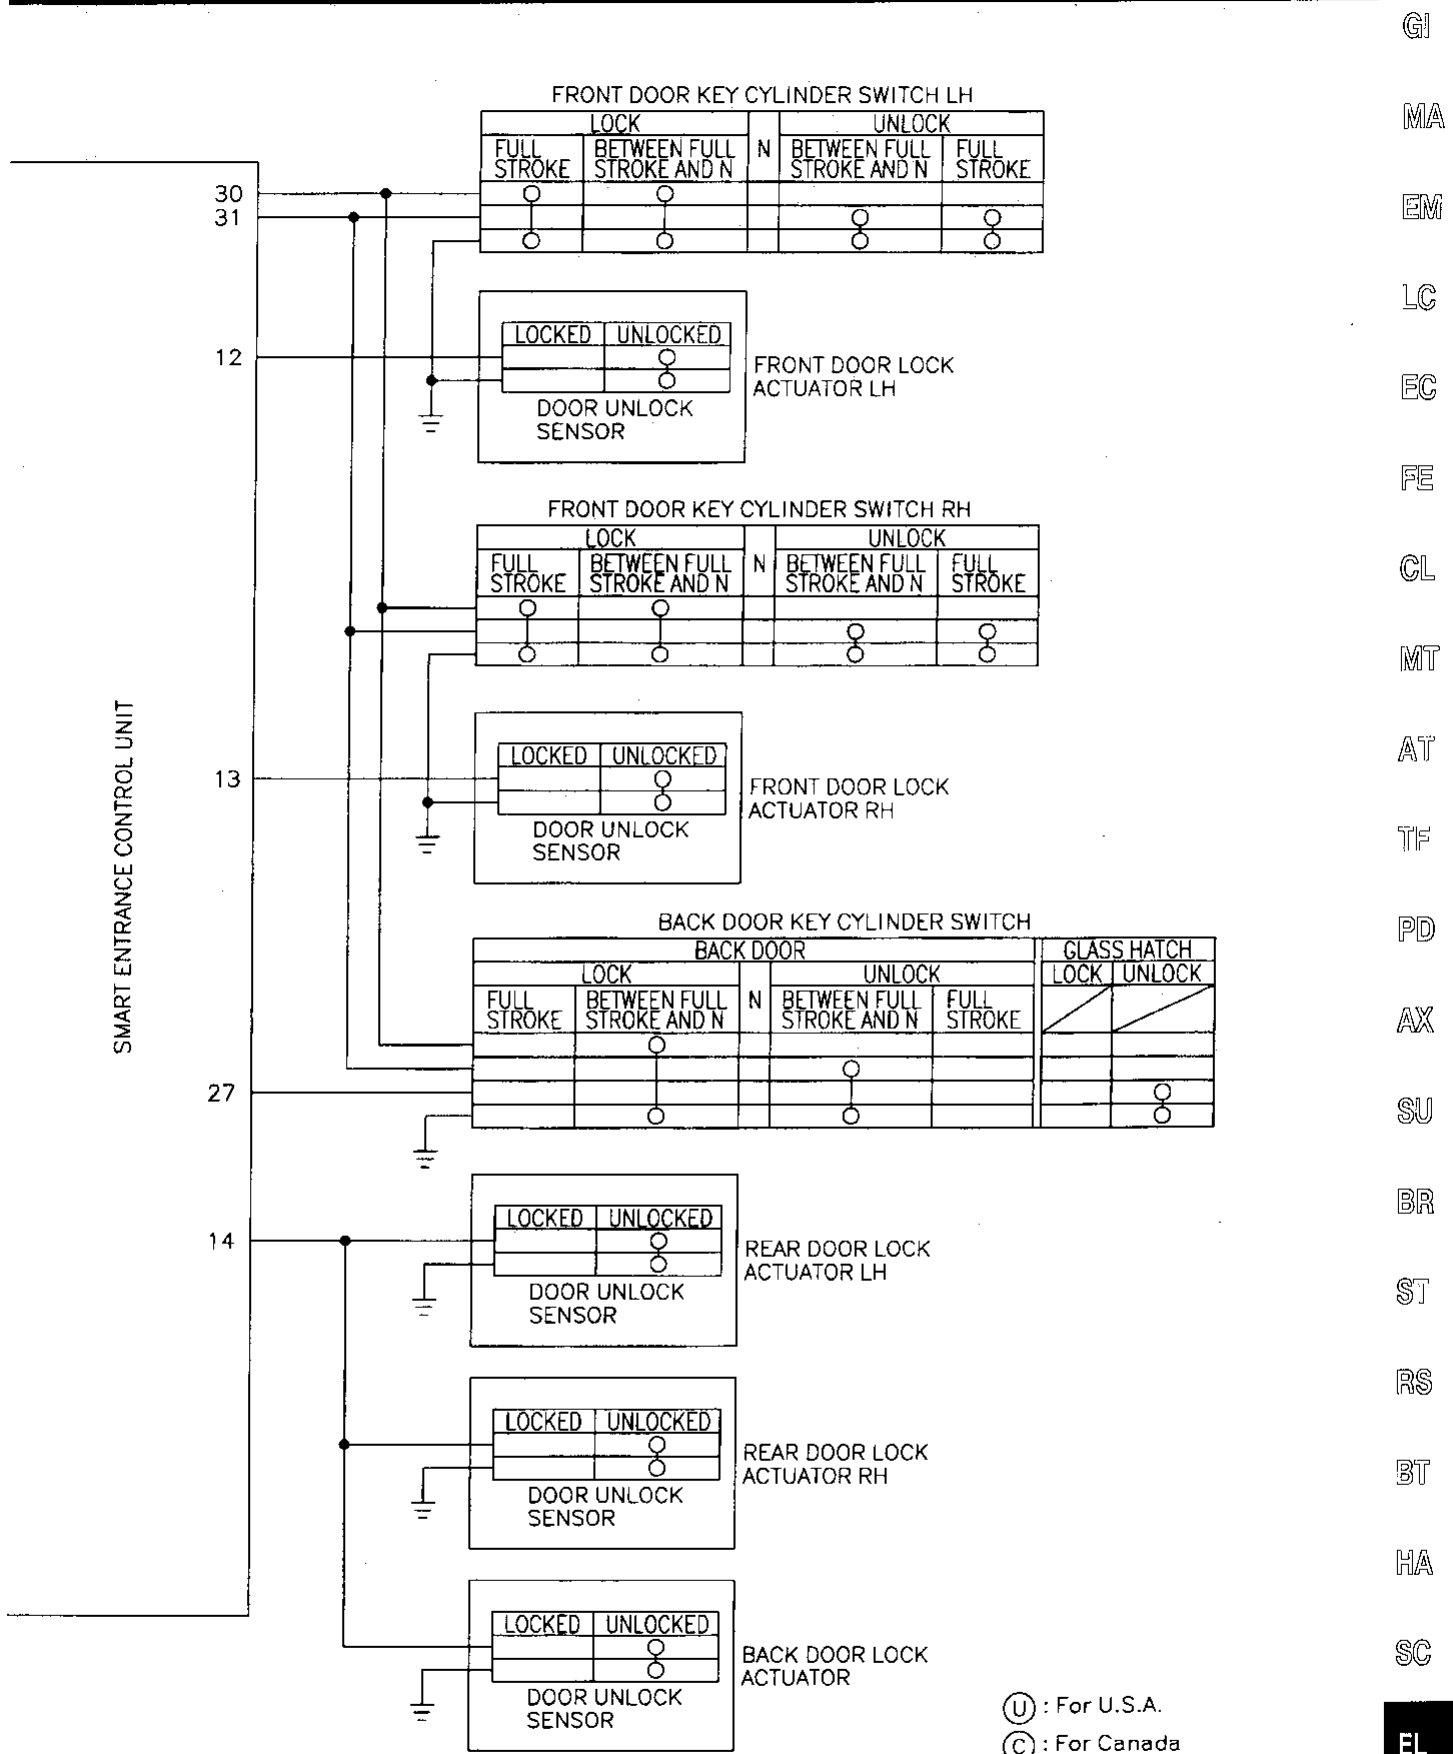 GI
MA
EM
LC
EC
FE
CL
MT
AT
TF
PD
AX
SU
BR
ST
RS
BT
HA
SC
EL
SMART ENTRANCE CONTROL UNIT
30
31
12
13
27
14
FRONT DOOR KEY CYLINDER SWITCH LH
LOCK N UNLOCK
FULL STROKE
BETWEEN FULL STROKE AND N
BETWEEN FULL STROKE AND N
FULL STROKE
LOCKED UNLOCKED
DOOR UNLOCK
SENSOR
FRONT DOOR LOCK
ACTUATOR LH
FRONT DOOR KEY CYLINDER SWITCH RH
LOCK N UNLOCK
FULL STROKE
BETWEEN FULL STROKE AND N
BETWEEN FULL STROKE AND N
FULL STROKE
LOCKED UNLOCKED
DOOR UNLOCK
SENSOR
FRONT DOOR LOCK
ACTUATOR RH
BACK DOOR KEY CYLINDER SWITCH
BACK DOOR GLASS HATCH
LOCK N UNLOCK LOCK UNLOCK
FULL STROKE
BETWEEN FULL STROKE AND N
BETWEEN FULL STROKE AND N
FULL STROKE
LOCKED UNLOCKED
DOOR UNLOCK
SENSOR
REAR DOOR LOCK
ACTUATOR LH
LOCKED UNLOCKED
DOOR UNLOCK
SENSOR
REAR DOOR LOCK
ACTUATOR RH
LOCKED UNLOCKED
DOOR UNLOCK
SENSOR
BACK DOOR LOCK
ACTUATOR
U : For U.S.A.
C : For Canada